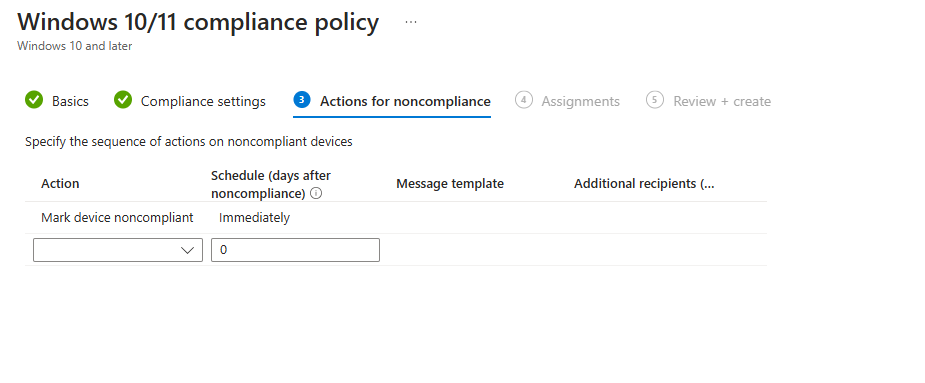 Windows 10/11 compliance policy ...
Windows 10 and later
Basics Compliance settings 3 Actions for noncompliance 4 Assignments 5 Review + create
Specify the sequence of actions on noncompliant devices
Action Schedule (days after noncompliance) Message template Additional recipients (...
Mark device noncompliant Immediately
0